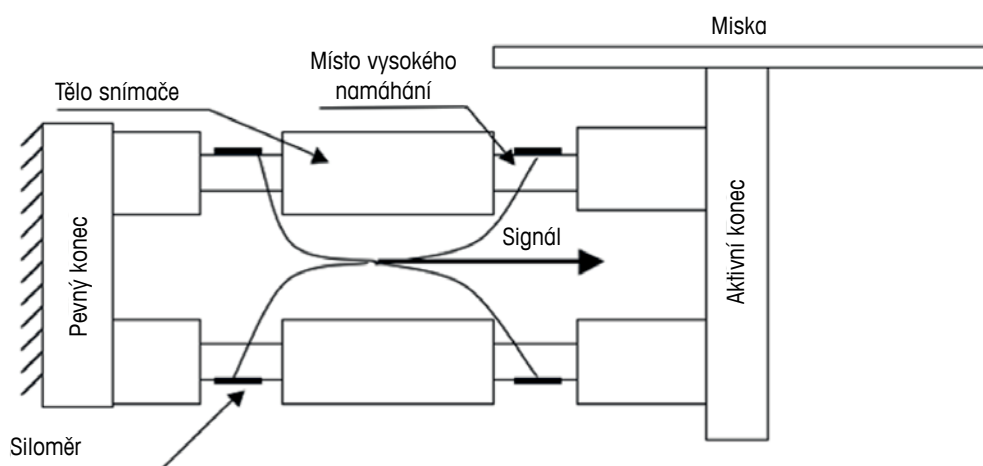 Miska
Místo vysokého
namáhání
Tělo snímače
Pevný konec
Signál
Aktivní konec
Siloměr